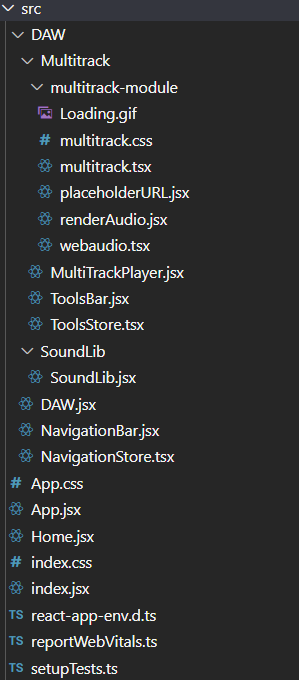 src
DAW
Multitrack
multitrack-module
Loading.gif
# multitrack.css
multitrack.tsx
placeholderURL.jsx
renderAudio.jsx
webaudio.tsx
MultiTrackPlayer.jsx
ToolsBar.jsx
ToolsStore.tsx
SoundLib
SoundLib.jsx
DAW.jsx
NavigationBar.jsx
NavigationStore.tsx
# App.css
App.jsx
Home.jsx
# index.css
index.jsx
TS react-app-env.d.ts
TS reportWebVitals.ts
TS setupTests.ts